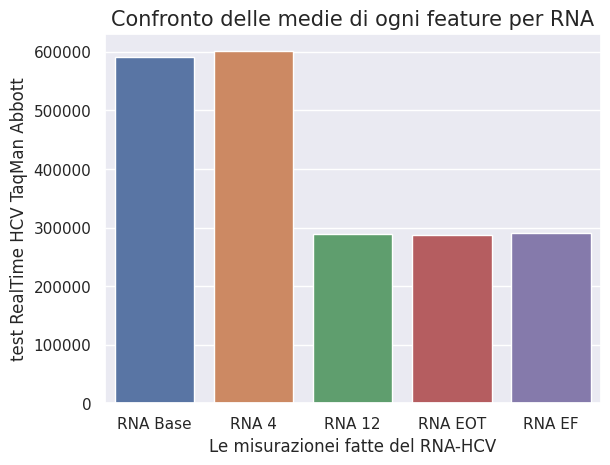 Confronto delle medie di ogni feature per RNA
test RealTime HCV TaqMan Abbott
600000
500000
400000
300000
200000
100000
0
RNA Base RNA 4 RNA 12 RNA EOT RNA EF
Le misurazionei fatte del RNA-HCV